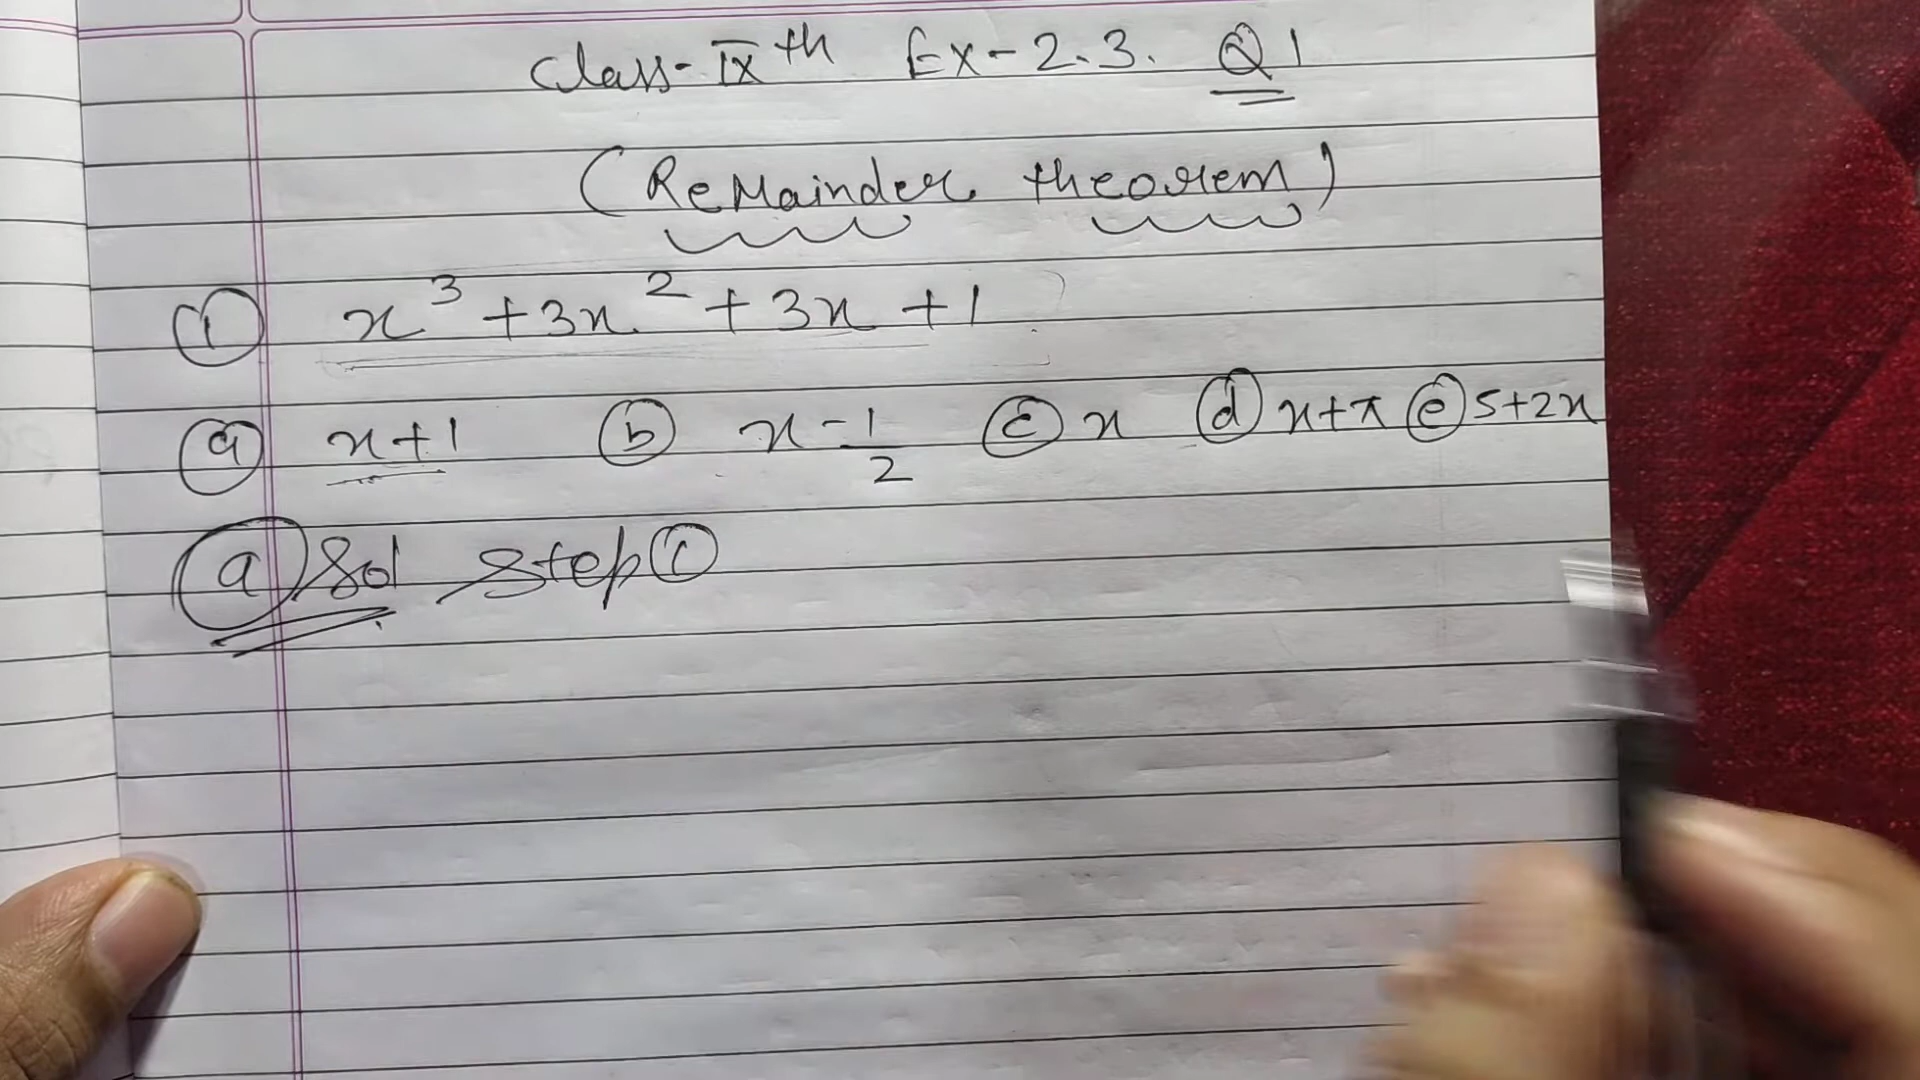 Class-IXth Ex-2.3. Q1
(ReMainder theorem)
① x³+3x²+3x+1
ⓐ x+1 ⓑ x-1/2 ⓒ x ⓓ x+π ⓔ 5+2x
ⓐ Sol Step ①